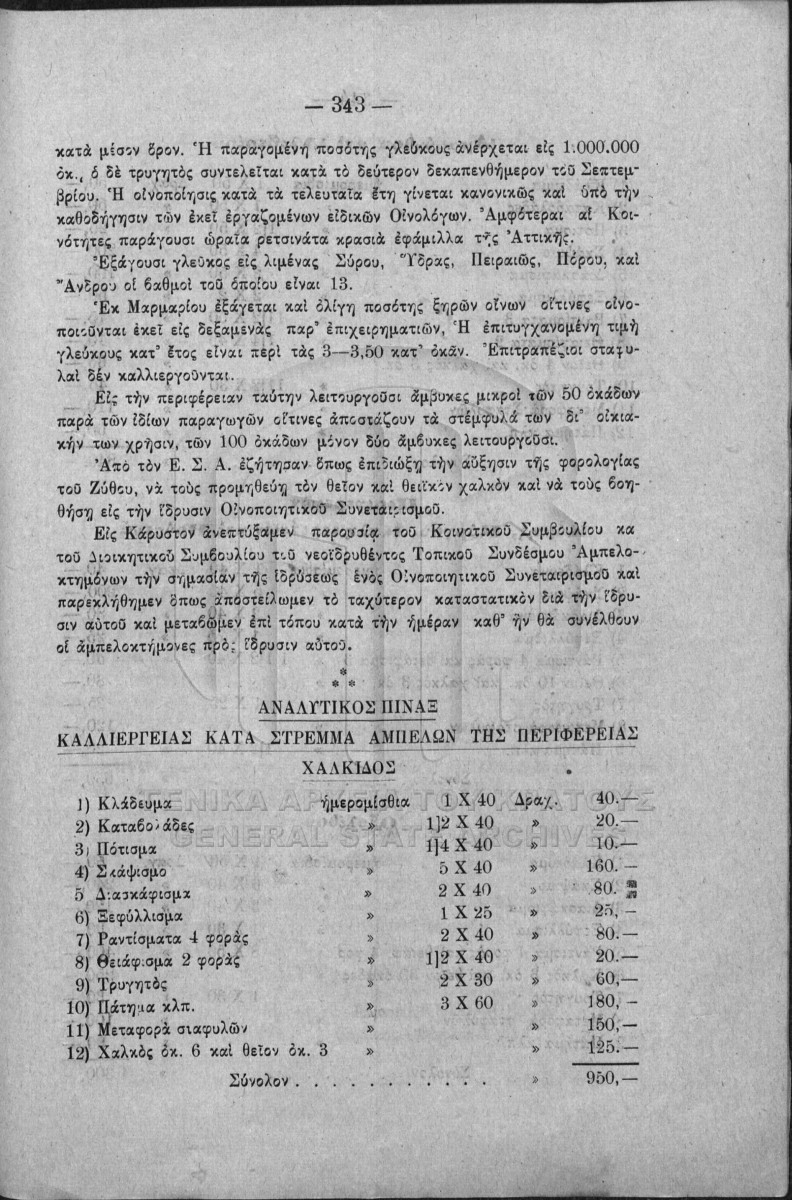 — 343 —
κατὰ μέσον ὅρον. Ἡ παραγομένη ποσότης γλεύκους ἀνέρχεται εἰς 1.000.000
ὀκ., ὁ δὲ τρυγητὸς συντελεῖται κατὰ τὸ δεύτερον δεκαπενθήμερον τοῦ Σεπτεμ-
βρίου. Ἡ οἰνοποίησις κατὰ τὰ τελευταῖα ἔτη γίνεται κανονικῶς καὶ ὑπὸ τὴν
καθοδήγησιν τῶν ἐκεῖ ἐργαζομένων εἰδικῶν Οἰνολόγων. Ἀμφότεραι αἱ Κοι-
νότητες παράγουσι ὡραῖα ρετσινάτα κρασιὰ ἐφάμιλλα τῆς Ἀττικῆς.
Ἐξάγουσι γλεῦκος εἰς λιμένας Σύρου, Ὕδρας, Πειραιῶς, Πόρου, καὶ
Ἄνδρου οἱ βαθμοὶ τοῦ ὁποίου εἶναι 13.
Ἐκ Μαρμαρίου ἐξάγεται καὶ ὀλίγη ποσότης ξηρῶν οἴνων οἵτινες οἰνο-
ποιοῦνται ἐκεῖ εἰς δεξαμενὰς παρ' ἐπιχειρηματιῶν, Ἡ ἐπιτυγχανομένη τιμὴ
γλεύκους κατ' ἔτος εἶναι περὶ τὰς 3—3,50 κατ' ὀκᾶν. Ἐπιτραπέζιοι σταφυ-
λαὶ δέν καλλιεργοῦνται.
Εἰς τὴν περιφέρειαν ταύτην λειτουργοῦσι ἄμβυκες μικροὶ τῶν 50 ὀκάδων
παρὰ τῶν ἰδίων παραγωγῶν οἵτινες ἀποστάζουν τὰ στέμφυλά των δι' οἰκια-
κήν των χρῆσιν, τῶν 100 ὀκάδων μόνον δύο ἄμβυκες λειτουργοῦσι.
Ἀπὸ τὸν Ε. Σ. Α. ἐζήτησαν ὅπως ἐπιδιώξῃ τὴν αὔξησιν τῆς φορολογίας
τοῦ Ζύθου, νὰ τοὺς προμηθεύῃ τὸν θεῖον καὶ θειϊκὸν χαλκὸν καὶ νὰ τοὺς βοη-
θήσῃ εἰς τὴν ἵδρυσιν Οἰνοποιητικοῦ Συνεταιρισμοῦ.
Εἰς Κάρυστον ἀνεπτύξαμεν παρουσίᾳ τοῦ Κοινοτικοῦ Συμβουλίου κα
τοῦ Διοικητικοῦ Συμβουλίου τοῦ νεοϊδρυθέντος Τοπικοῦ Συνδέσμου Ἀμπελο-
κτημόνων τὴν σημασίαν τῆς ἱδρύσεως ἑνὸς Οἰνοποιητικοῦ Συνεταιρισμοῦ καὶ
παρεκλήθημεν ὅπως ἀποστείλωμεν τὸ ταχύτερον καταστατικὸν διὰ τὴν ἵδρυ-
σιν αὐτοῦ καὶ μεταβῶμεν ἐπὶ τόπου κατὰ τὴν ἡμέραν καθ' ἣν θὰ συνέλθουν
οἱ ἀμπελοκτήμονες πρὸς ἵδρυσιν αὐτοῦ.
*
* *
ΑΝΑΛΥΤΙΚΟΣ ΠΙΝΑΞ
ΚΑΛΛΙΕΡΓΕΙΑΣ ΚΑΤΑ ΣΤΡΕΜΜΑ ΑΜΠΕΛΩΝ ΤΗΣ ΠΕΡΙΦΕΡΕΙΑΣ
ΧΑΛΚΙΔΟΣ
1) Κλάδευμα ἡμερομίσθια 1 Χ 40 Δραχ. 40.—
2) Καταβολάδες » 1]2 Χ 40 » 20.—
3) Πότισμα » 1]4 Χ 40 » 10.—
4) Σκάψιμο » 5 Χ 40 » 160. —
5 Διασκάφισμα » 2 Χ 40 » 80.
6) Ξεφύλλισμα » 1 Χ 25 » 25, —
7) Ραντίσματα 4 φορὰς » 2 Χ 40 » 80.—
8) Θειάφισμα 2 φορὰς » 1]2 Χ 40 » 20.—
9) Τρυγητὸς » 2 Χ 30 » 60,—
10) Πάτημα κλπ. » 3 Χ 60 » 180, —
11) Μεταφορὰ σταφυλῶν » » 150,—
12) Χαλκὸς ὀκ. 6 καὶ θεῖον ὀκ. 3 » » 125.—
Σύνολον . . . . . . . . . . . » 950,—
ΓΕΝΙΚΑ ΑΡΧΕΙΑ ΤΟΥ ΚΡΑΤΟΥΣ
GENERAL STATE ARCHIVES